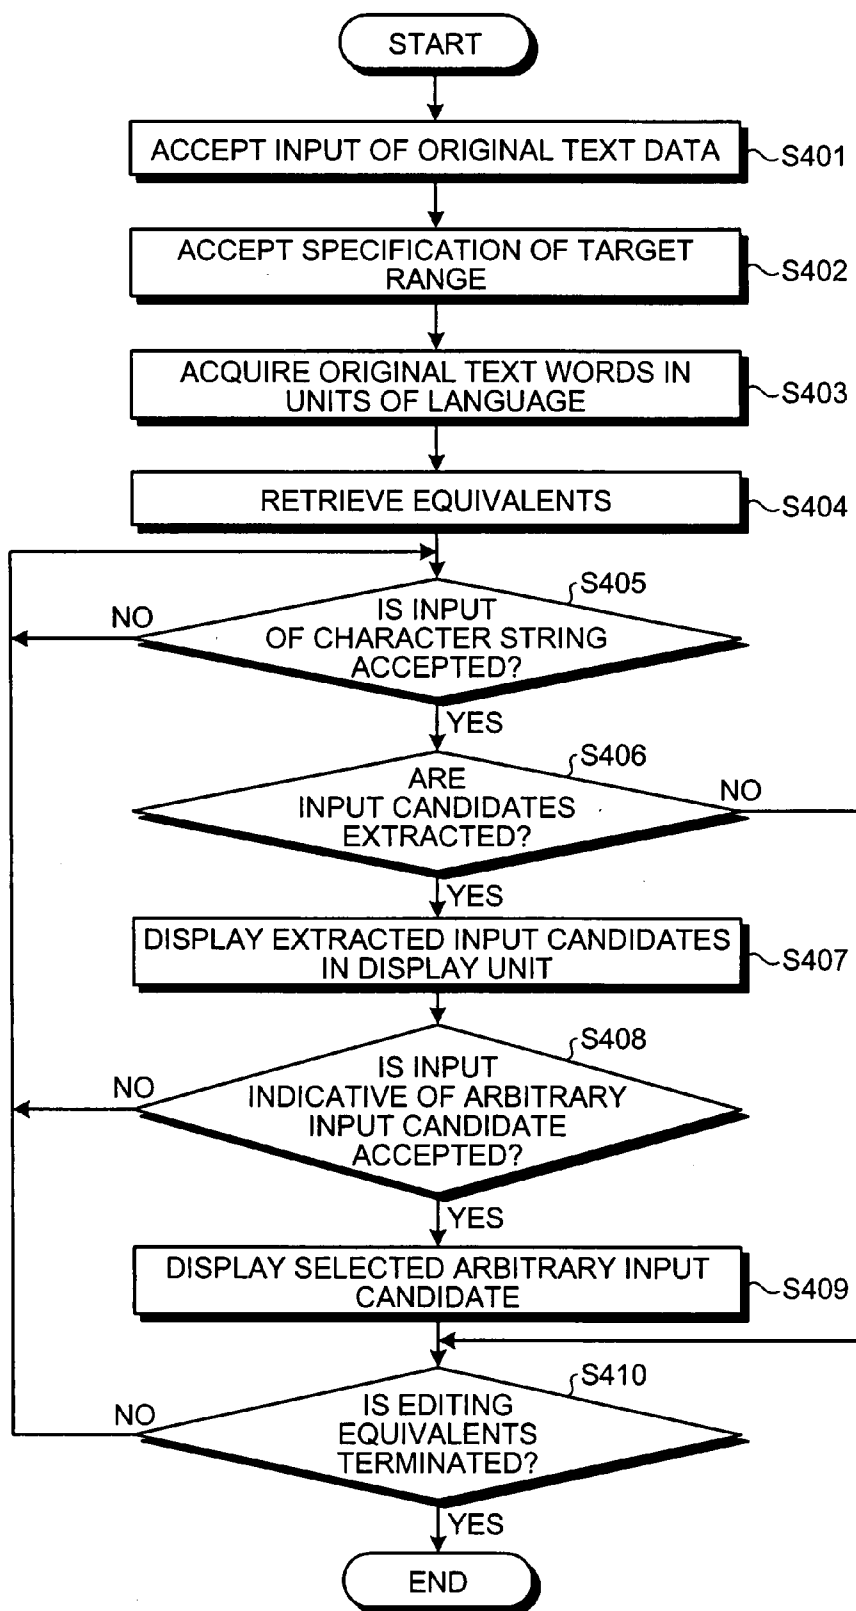 START
ACCEPT INPUT OF ORIGINAL TEXT DATA
S401
ACCEPT SPECIFICATION OF TARGET
RANGE
S402
ACQUIRE ORIGINAL TEXT WORDS IN
UNITS OF LANGUAGE
S403
RETRIEVE EQUIVALENTS
S404
S405
NO
IS INPUT
OF CHARACTER STRING
ACCEPTED?
YES
S406
ARE
INPUT CANDIDATES
EXTRACTED?
NO
YES
DISPLAY EXTRACTED INPUT CANDIDATES
IN DISPLAY UNIT
S407
S408
NO
IS INPUT
INDICATIVE OF ARBITRARY
INPUT CANDIDATE
ACCEPTED?
YES
DISPLAY SELECTED ARBITRARY INPUT
CANDIDATE
S409
S410
NO
IS EDITING
EQUIVALENTS
TERMINATED?
YES
END